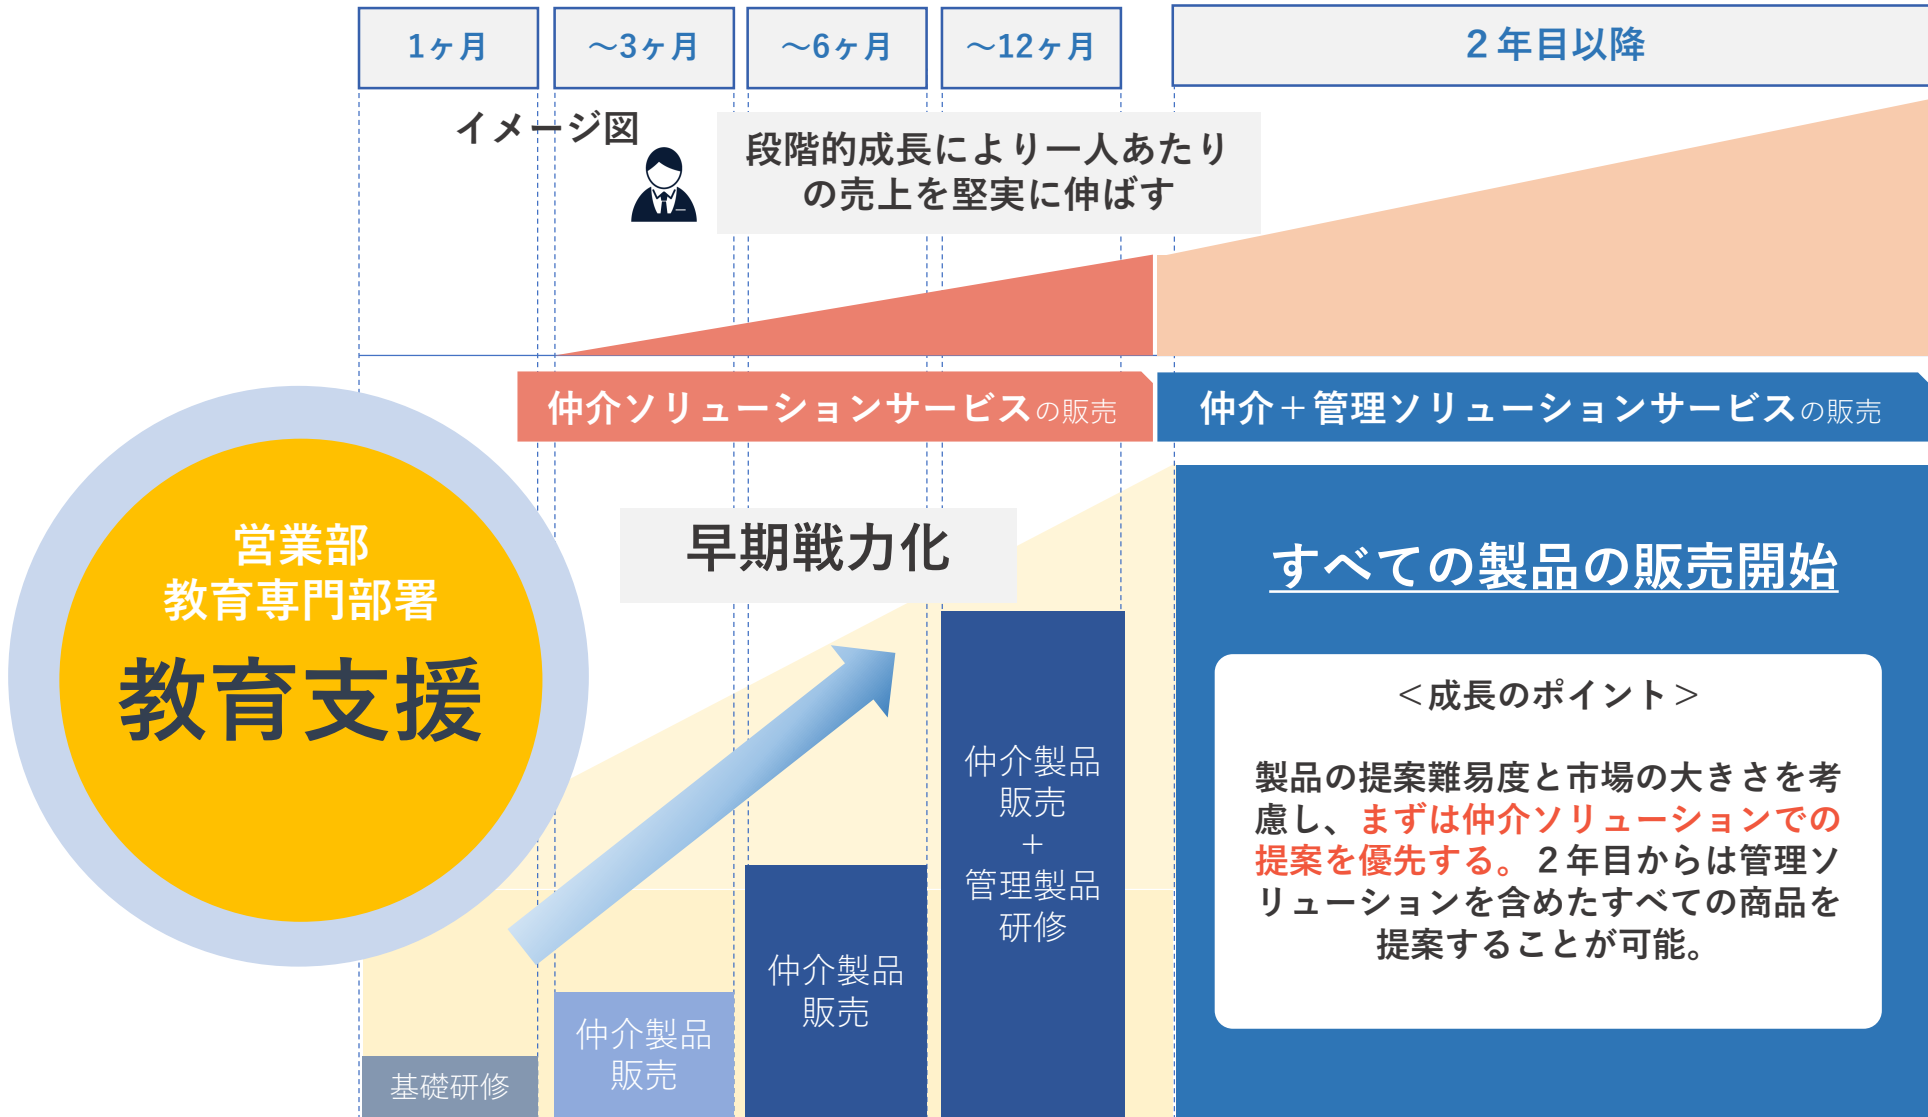 1ヶ月
～3ヶ月
～6ヶ月
～12ヶ月
２年目以降
イメージ図
段階的成長により一人あたり
の売上を堅実に伸ばす
仲介ソリューションサービスの販売
仲介＋管理ソリューションサービスの販売
営業部
教育専門部署
教育支援
早期戦力化
すべての製品の販売開始
＜成長のポイント＞
製品の提案難易度と市場の大きさを考
慮し、まずは仲介ソリューションでの
提案を優先する。２年目からは管理ソ
リューションを含めたすべての商品を
提案することが可能。
基礎研修
仲介製品
販売
仲介製品
販売
仲介製品
販売
＋
管理製品
研修